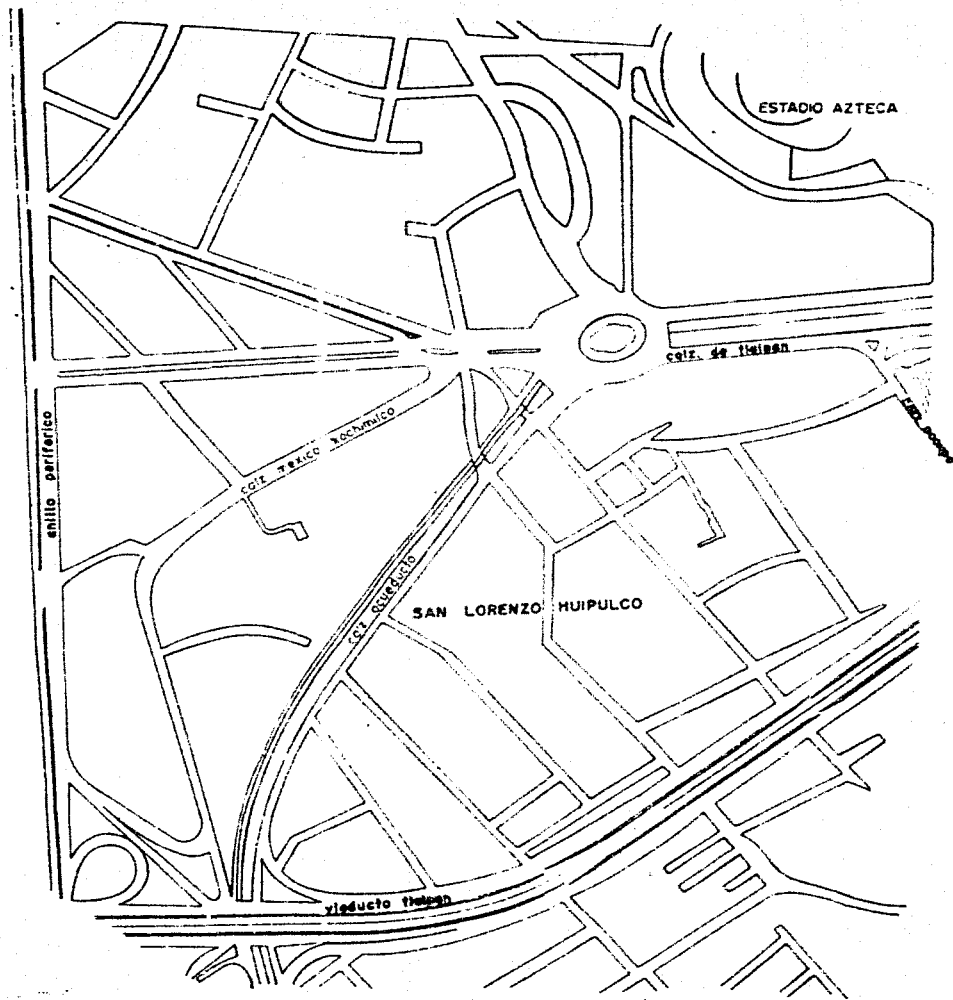 ESTADIO AZTECA
calz. de tlalpan
calz mexico xochimilco
anillo periferico
calz acueducto
SAN LORENZO HUIPULCO
viaducto tlalpan